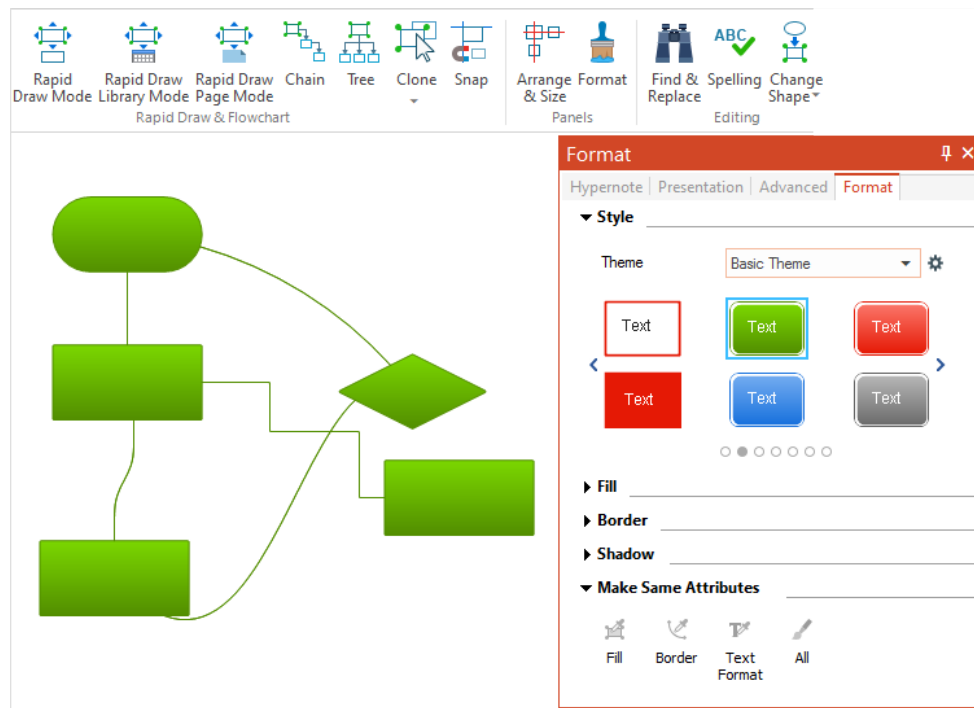 Rapid Draw Mode
Rapid Draw Library Mode
Rapid Draw Page Mode
Chain
Tree
Clone
Snap
Rapid Draw & Flowchart
Arrange & Size
Format
Panels
Find & Replace
ABC
Spelling
Change Shape
Editing
Format
Hypernote
Presentation
Advanced
Format
Style
Theme
Basic Theme
Text
Text
Text
Text
Text
Text
Fill
Border
Shadow
Make Same Attributes
Fill
Border
Text Format
All